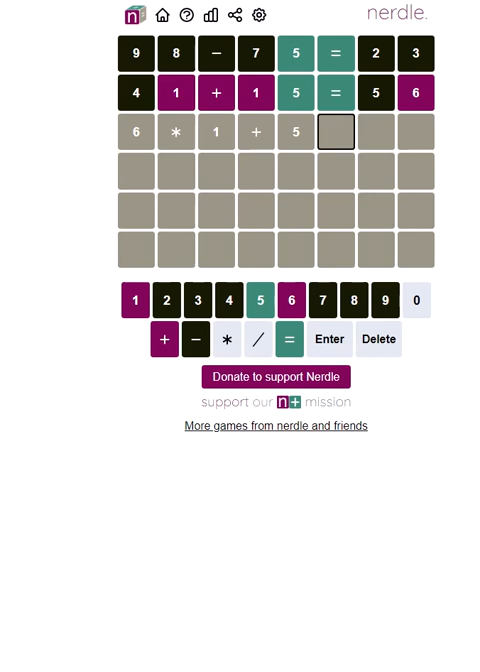 n
nerdle.
9 8 − 7 5 = 2 3
4 1 + 1 5 = 5 6
6 * 1 + 5
1 2 3 4 5 6 7 8 9 0
+ − * / = Enter Delete
Donate to support Nerdle
support our n+ mission
More games from nerdle and friends